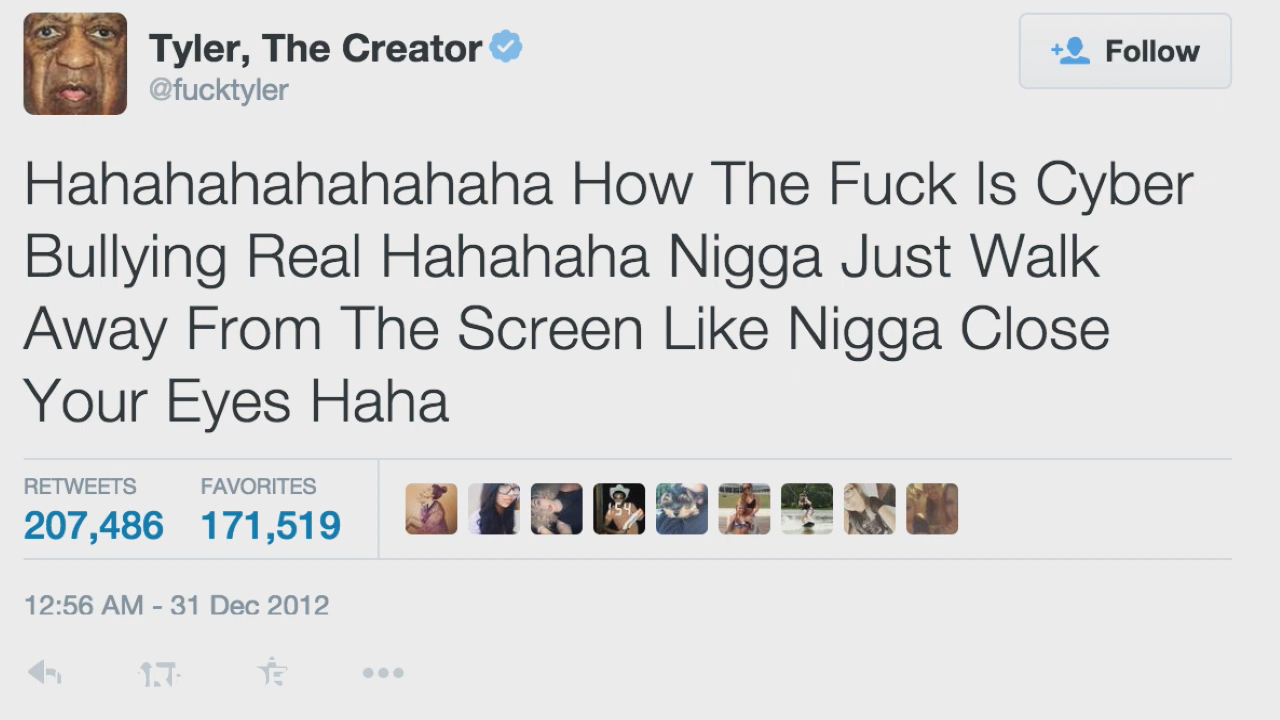 Tyler, The Creator
@fucktyler
Follow
Hahahahahahahaha How The Fuck Is Cyber
Bullying Real Hahahaha Nigga Just Walk
Away From The Screen Like Nigga Close
Your Eyes Haha
RETWEETS FAVORITES
207,486 171,519
154
12:56 AM - 31 Dec 2012